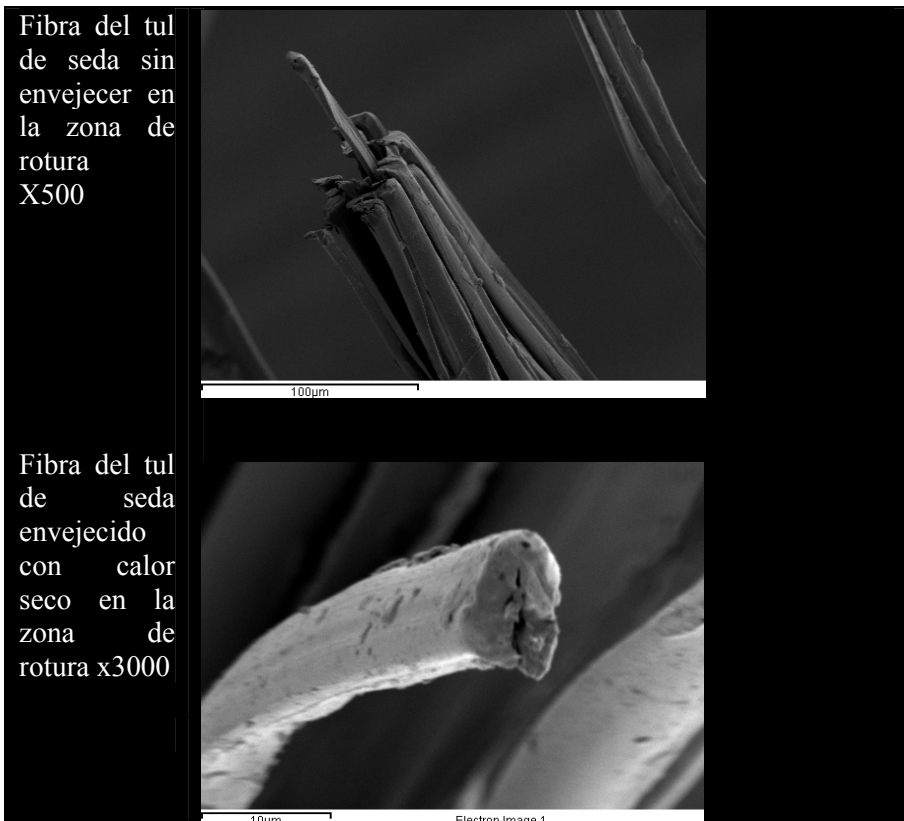 Fibra del tul
de seda sin
envejecer en
la zona de
rotura
X500
100µm
Fibra del tul
de seda
envejecido
con calor
seco en la
zona de
rotura x3000
10µm Electron Image 1